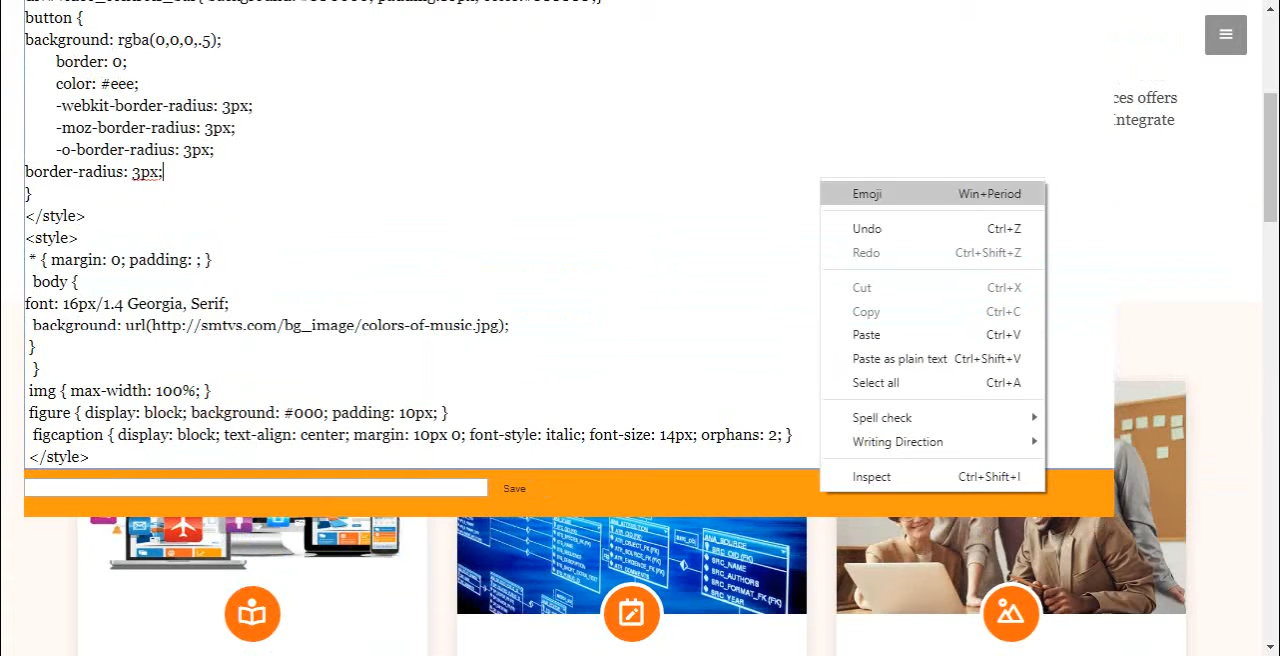 button {
background: rgba(0,0,0,.5);
border: 0;
color: #eee;
-webkit-border-radius: 3px;
-moz-border-radius: 3px;
-o-border-radius: 3px;
border-radius: 3px;
}
</style>
<style>
* { margin: 0; padding: ; }
body {
font: 16px/1.4 Georgia, Serif;
background: url(http://smtvs.com/bg_image/colors-of-music.jpg);
}
}
img { max-width: 100%; }
figure { display: block; background: #000; padding: 10px; }
figcaption { display: block; text-align: center; margin: 10px 0; font-style: italic; font-size: 14px; orphans: 2; }
</style>
Save
offers
Integrate
Emoji Win+Period
Undo Ctrl+Z
Redo Ctrl+Shift+Z
Cut Ctrl+X
Copy Ctrl+C
Paste Ctrl+V
Paste as plain text Ctrl+Shift+V
Select all Ctrl+A
Spell check
Writing Direction
Inspect Ctrl+Shift+I
SRC_NAME
SRC_AUTHORS
SRC_YEAR